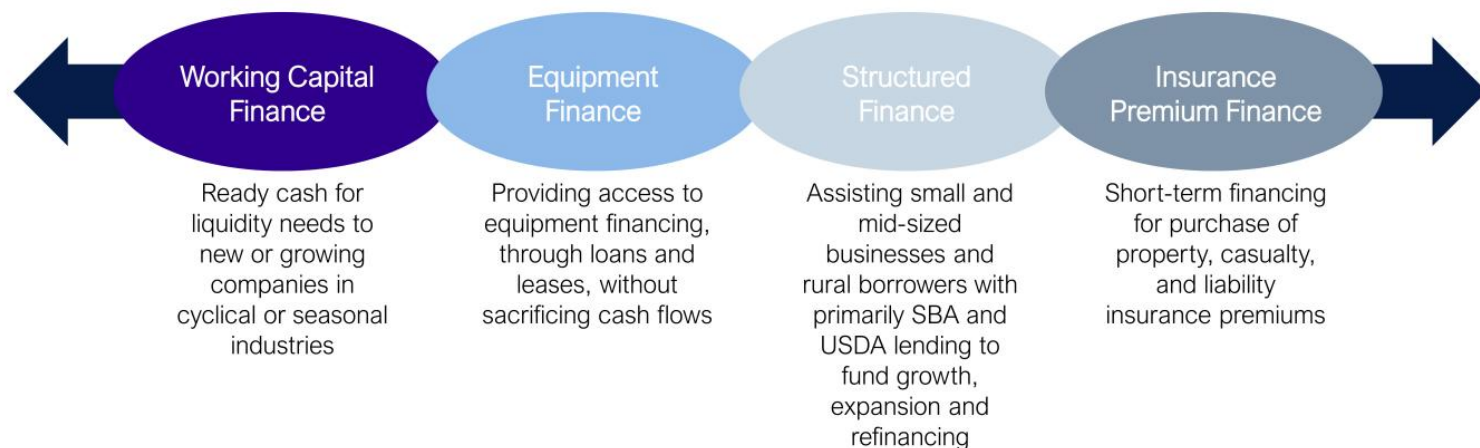 Working Capital
Finance
Equipment
Finance
Structured
Finance
Insurance
Premium Finance
Ready cash for
liquidity needs to
new or growing
companies in
cyclical or seasonal
industries
Providing access to
equipment financing,
through loans and
leases, without
sacrificing cash flows
Assisting small and
mid-sized
businesses and
rural borrowers with
primarily SBA and
USDA lending to
fund growth,
expansion and
refinancing
Short-term financing
for purchase of
property, casualty,
and liability
insurance premiums